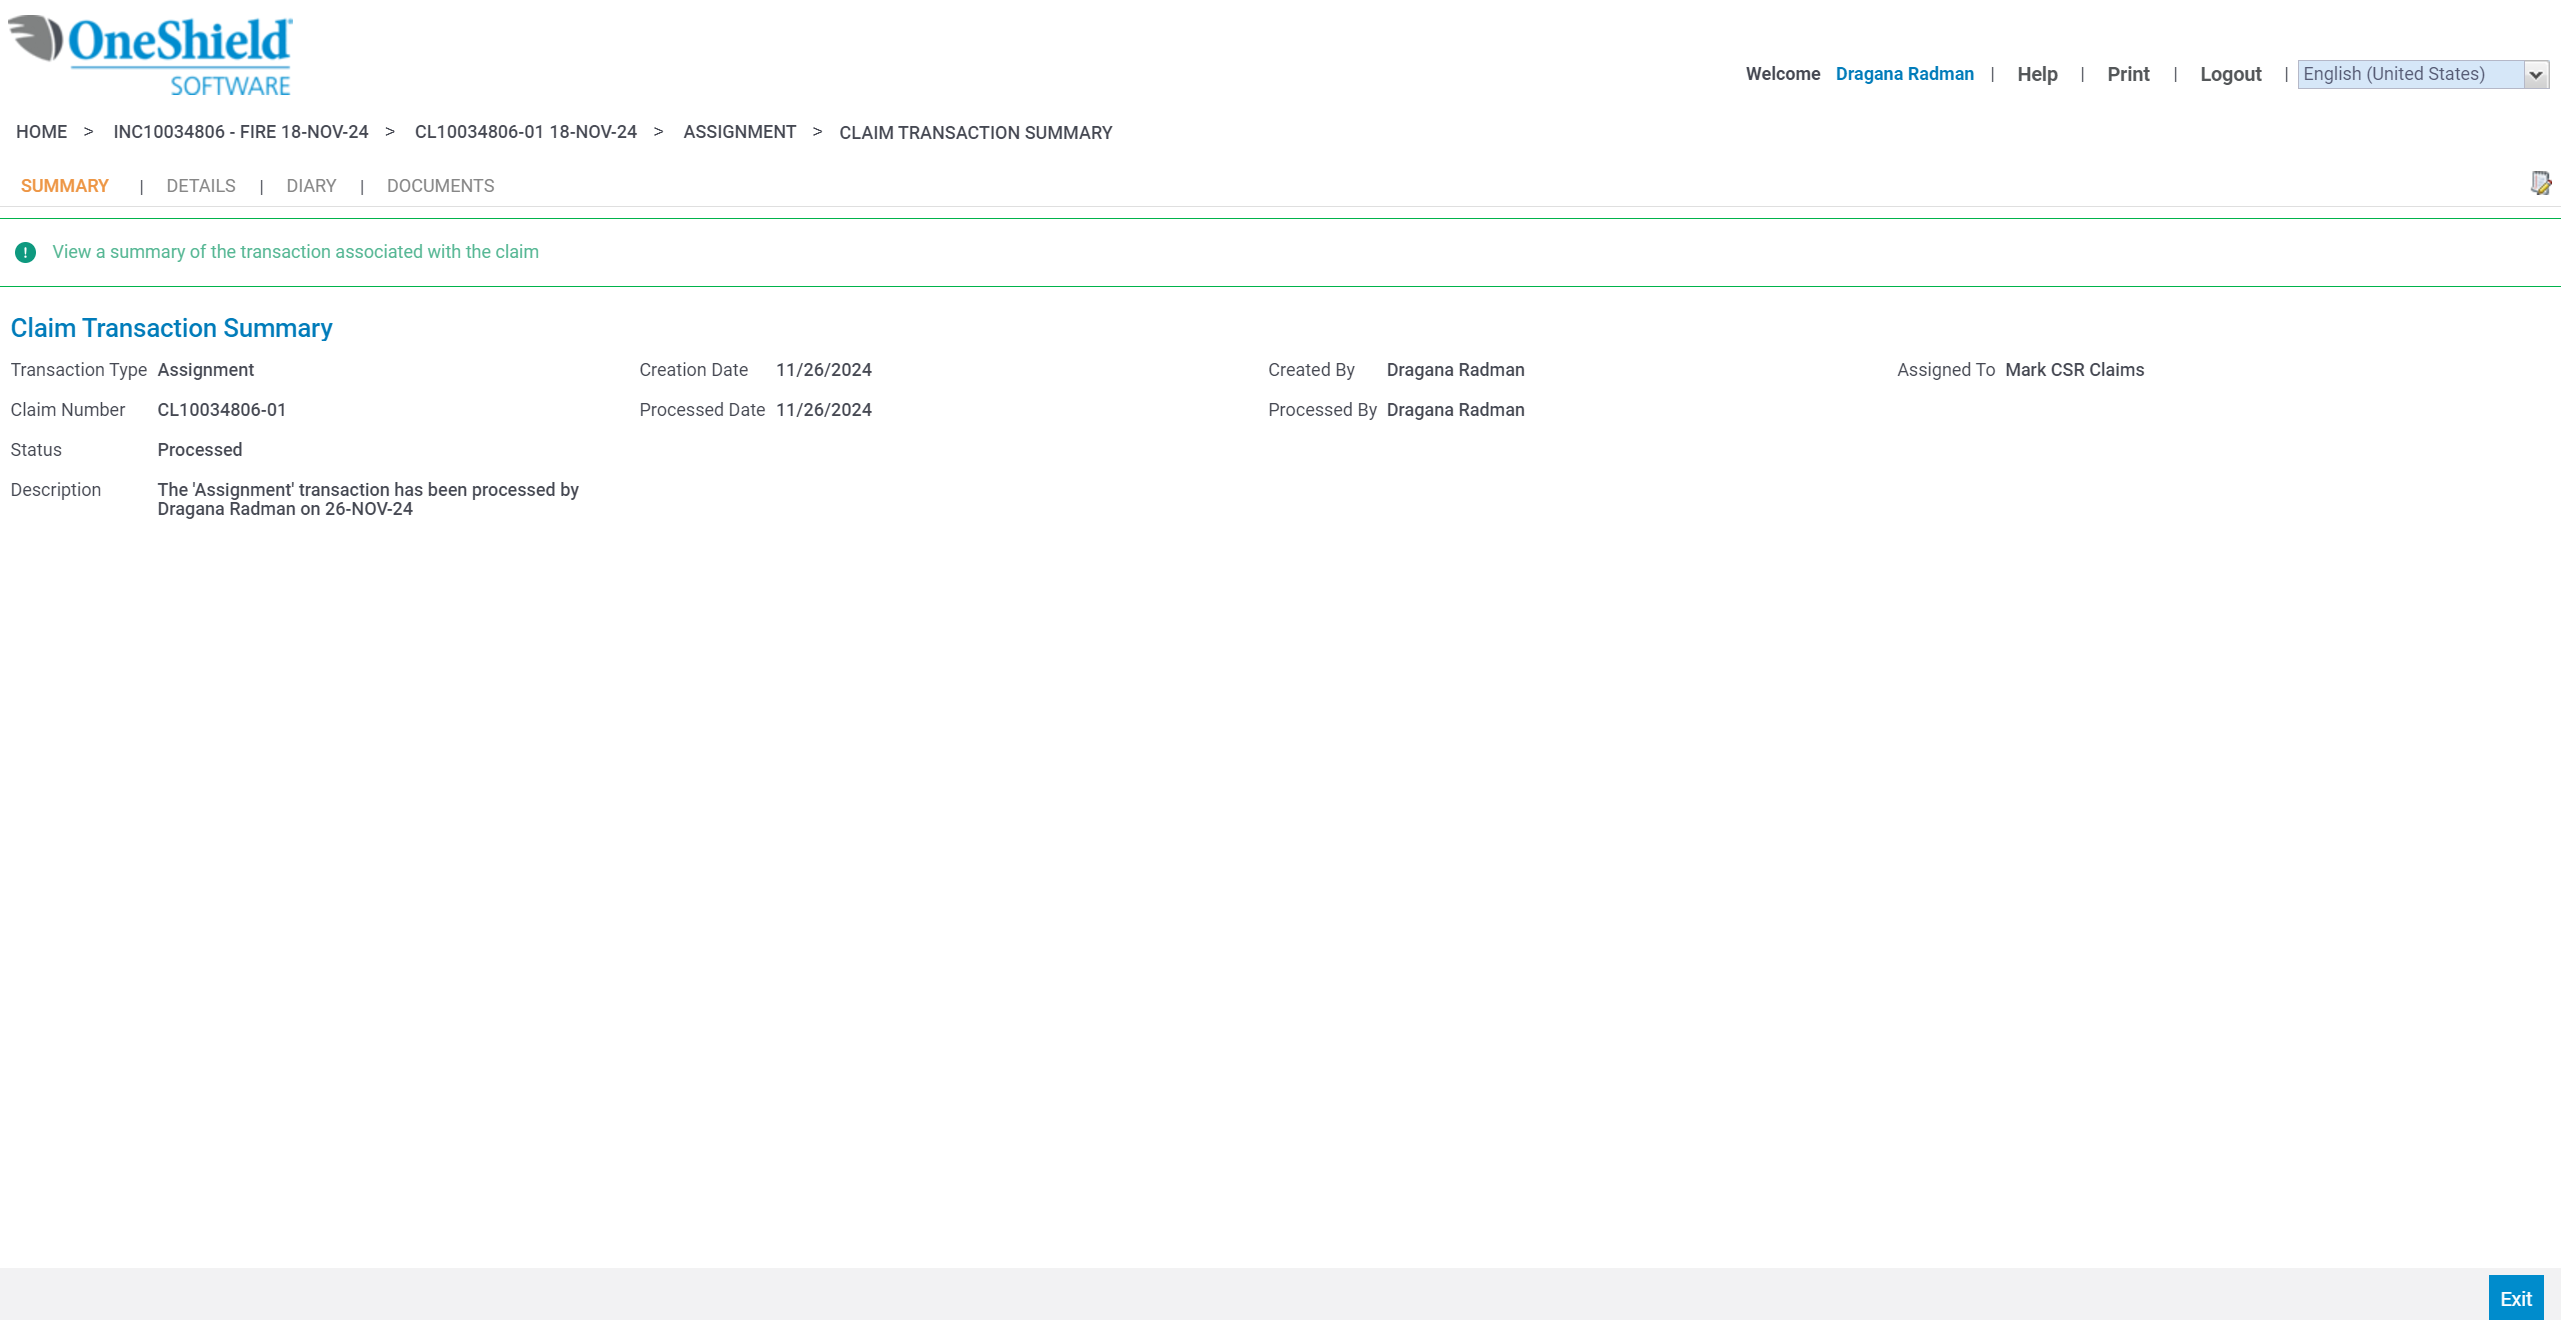 OneShield
SOFTWARE
Welcome Dragana Radman | Help | Print | Logout | English (United States)
HOME > INC10034806 - FIRE 18-NOV-24 > CL10034806-01 18-NOV-24 > ASSIGNMENT > CLAIM TRANSACTION SUMMARY
SUMMARY | DETAILS | DIARY | DOCUMENTS
View a summary of the transaction associated with the claim
Claim Transaction Summary
Transaction Type Assignment Creation Date 11/26/2024 Created By Dragana Radman Assigned To Mark CSR Claims
Claim Number CL10034806-01 Processed Date 11/26/2024 Processed By Dragana Radman
Status Processed
Description The 'Assignment' transaction has been processed by
Dragana Radman on 26-NOV-24
Exit